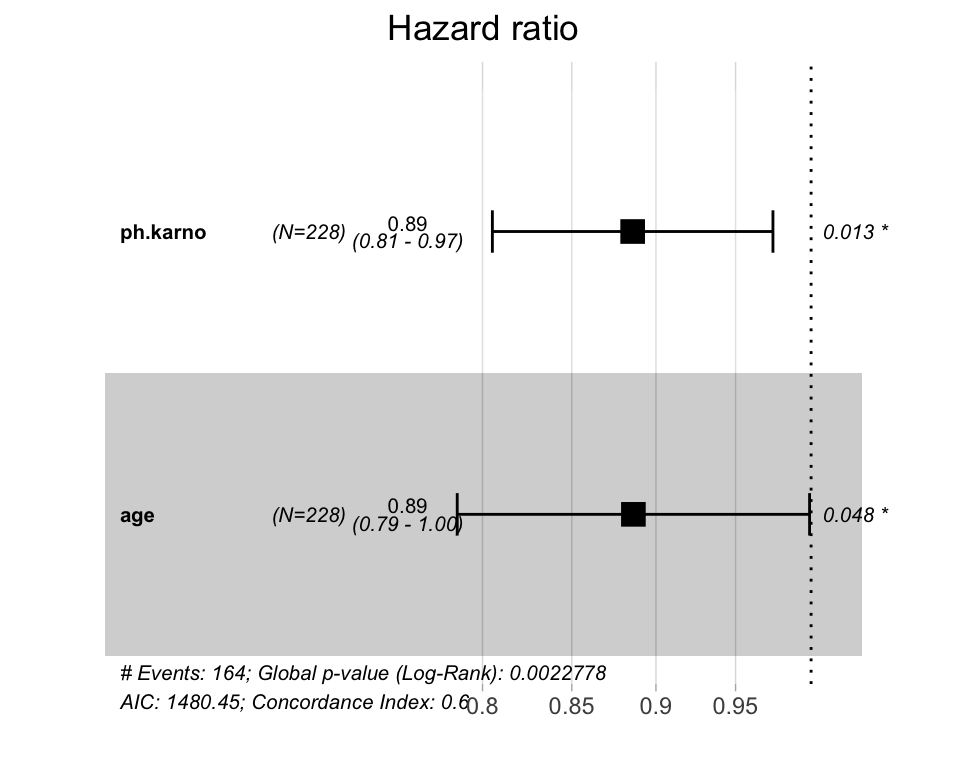 Hazard ratio
ph.karno (N=228) 0.89 0.013 *
(0.81 - 0.97)
age (N=228) 0.89 0.048 *
(0.79 - 1.00)
# Events: 164; Global p-value (Log-Rank): 0.0022778
AIC: 1480.45; Concordance Index: 0.6
0.8 0.85 0.9 0.95